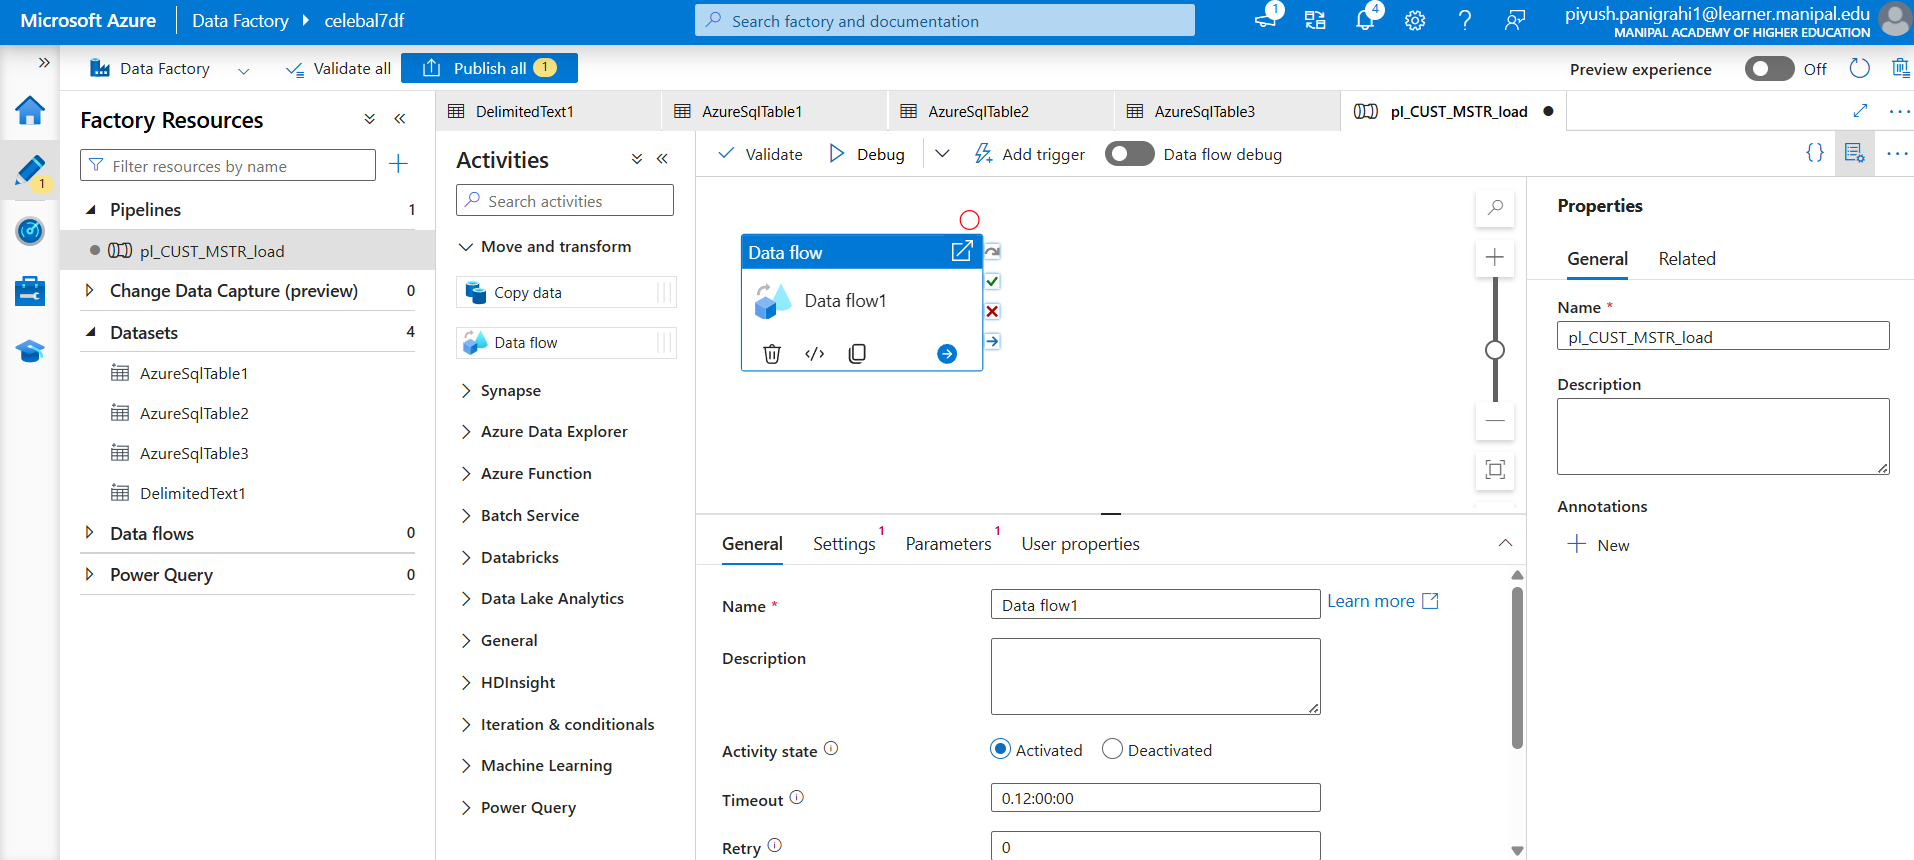 Microsoft Azure
Data Factory
celebal7df
Search factory and documentation
1
4
piyush.panigrahi1@learner.manipal.edu
MANIPAL ACADEMY OF HIGHER EDUCATION
Data Factory
Validate all
Publish all 1
Preview experience
Off
1
Factory Resources
Filter resources by name
Pipelines 1
pl_CUST_MSTR_load
Change Data Capture (preview) 0
Datasets 4
AzureSqlTable1
AzureSqlTable2
AzureSqlTable3
DelimitedText1
Data flows 0
Power Query 0
DelimitedText1
AzureSqlTable1
AzureSqlTable2
AzureSqlTable3
pl_CUST_MSTR_load
Activities
Search activities
Move and transform
Copy data
Data flow
Synapse
Azure Data Explorer
Azure Function
Batch Service
Databricks
Data Lake Analytics
General
HDInsight
Iteration & conditionals
Machine Learning
Power Query
Validate
Debug
Add trigger
Data flow debug
Data flow
Data flow1
General
Settings 1
Parameters 1
User properties
Name *
Data flow1
Learn more
Description
Activity state
Activated
Deactivated
Timeout
0.12:00:00
Retry
0
Properties
General
Related
Name *
pl_CUST_MSTR_load
Description
Annotations
New